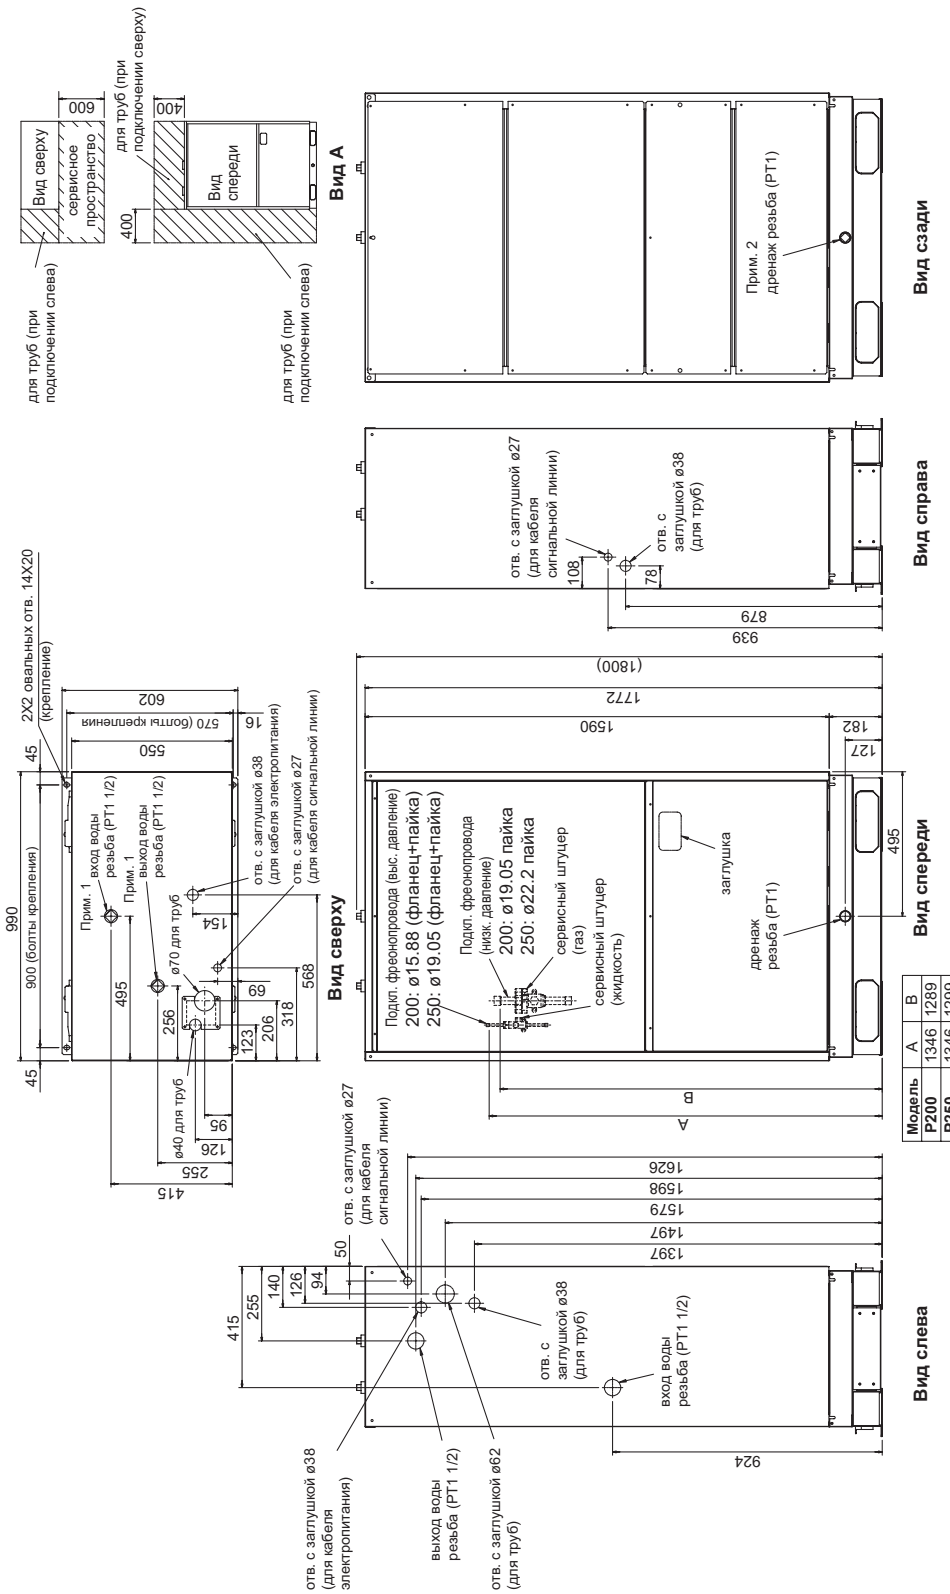 990
45
900 (болты крепления)
45
2X2 овальных отв. 14X20
(крепление)
602
570 (болты крепления)
16
550
Прим. 1
вход воды
резьба (PT1 1/2)
Прим. 1
выход воды
резьба (PT1 1/2)
495
256
ø70 для труб
ø40 для труб
415
255
126
95
123
206
318
568
69
154
отв. с заглушкой ø38
(для кабеля электропитания)
отв. с заглушкой ø27
(для кабеля сигнальной линии)
Вид сверху
для труб (при
подключении слева)
Вид сверху
сервисное
пространство
600
для труб (при
подключении сверху)
400
400
Вид
спереди
для труб (при
подключении слева)
Вид А
отв. с заглушкой ø38
(для кабеля
электропитания)
выход воды
резьба (PT1 1/2)
отв. с заглушкой ø62
(для труб)
415
255
140
126
94
50
отв. с заглушкой ø27
(для кабеля
сигнальной линии)
отв. с
заглушкой ø38
(для труб)
вход воды
резьба (PT1 1/2)
924
1397
1497
1579
1598
1626
Вид слева
A
B
Подкл. фреонопровода (выс. давление)
200: ø15.88 (фланец+пайка)
250: ø19.05 (фланец+пайка)
Подкл. фреонопровода
(низк. давление)
200: ø19.05 пайка
250: ø22.2 пайка
сервисный штуцер
(газ)
сервисный штуцер
(жидкость)
заглушка
дренаж
резьба (PT1)
495
127
182
1590
1772
(1800)
Вид спереди
Модель A B
P200 1346 1289
P250 1346 1299
отв. с заглушкой ø27
(для кабеля
сигнальной линии)
108
отв. с
заглушкой ø38
(для труб)
78
879
939
Вид справа
Прим. 2
дренаж резьба (PT1)
Вид сзади